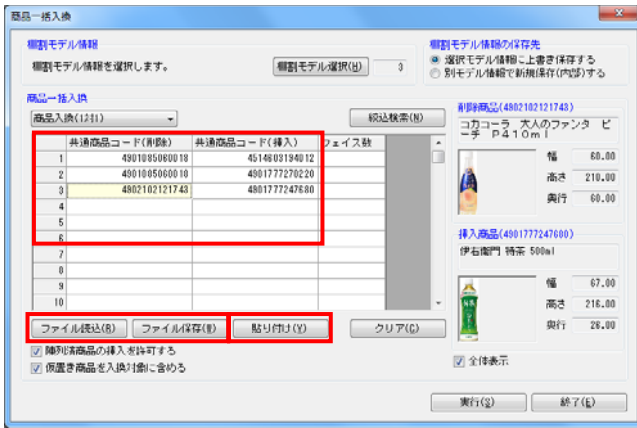 商品一括入換
棚割モデル情報
棚割モデル情報を選択します。
棚割モデル選択(H)
3
棚割モデル情報の保存先
選択モデル情報に上書き保存する
別モデル情報で新規保存(内部)する
商品一括入換
商品入換(1対1)
絞込検索(N)
共通商品コード(削除) 共通商品コード(挿入) フェイス数
1 4901085060018 4514603194012
2 4901085060018 4901777270220
3 4902102121743 4901777247680
4
5
6
7
8
9
10
ファイル読込(R)
ファイル保存(W)
貼り付け(Y)
クリア(C)
陳列済商品の挿入を許可する
仮置き商品を入換対象に含める
削除商品(4902102121743)
コカコーラ 大人のファンタ ピ
ーチ P410ml
幅 60.00
高さ 210.00
奥行 60.00
挿入商品(4901777247680)
伊右衛門 特茶 500ml
幅 67.00
高さ 216.00
奥行 28.00
全体表示
実行(S)
終了(E)